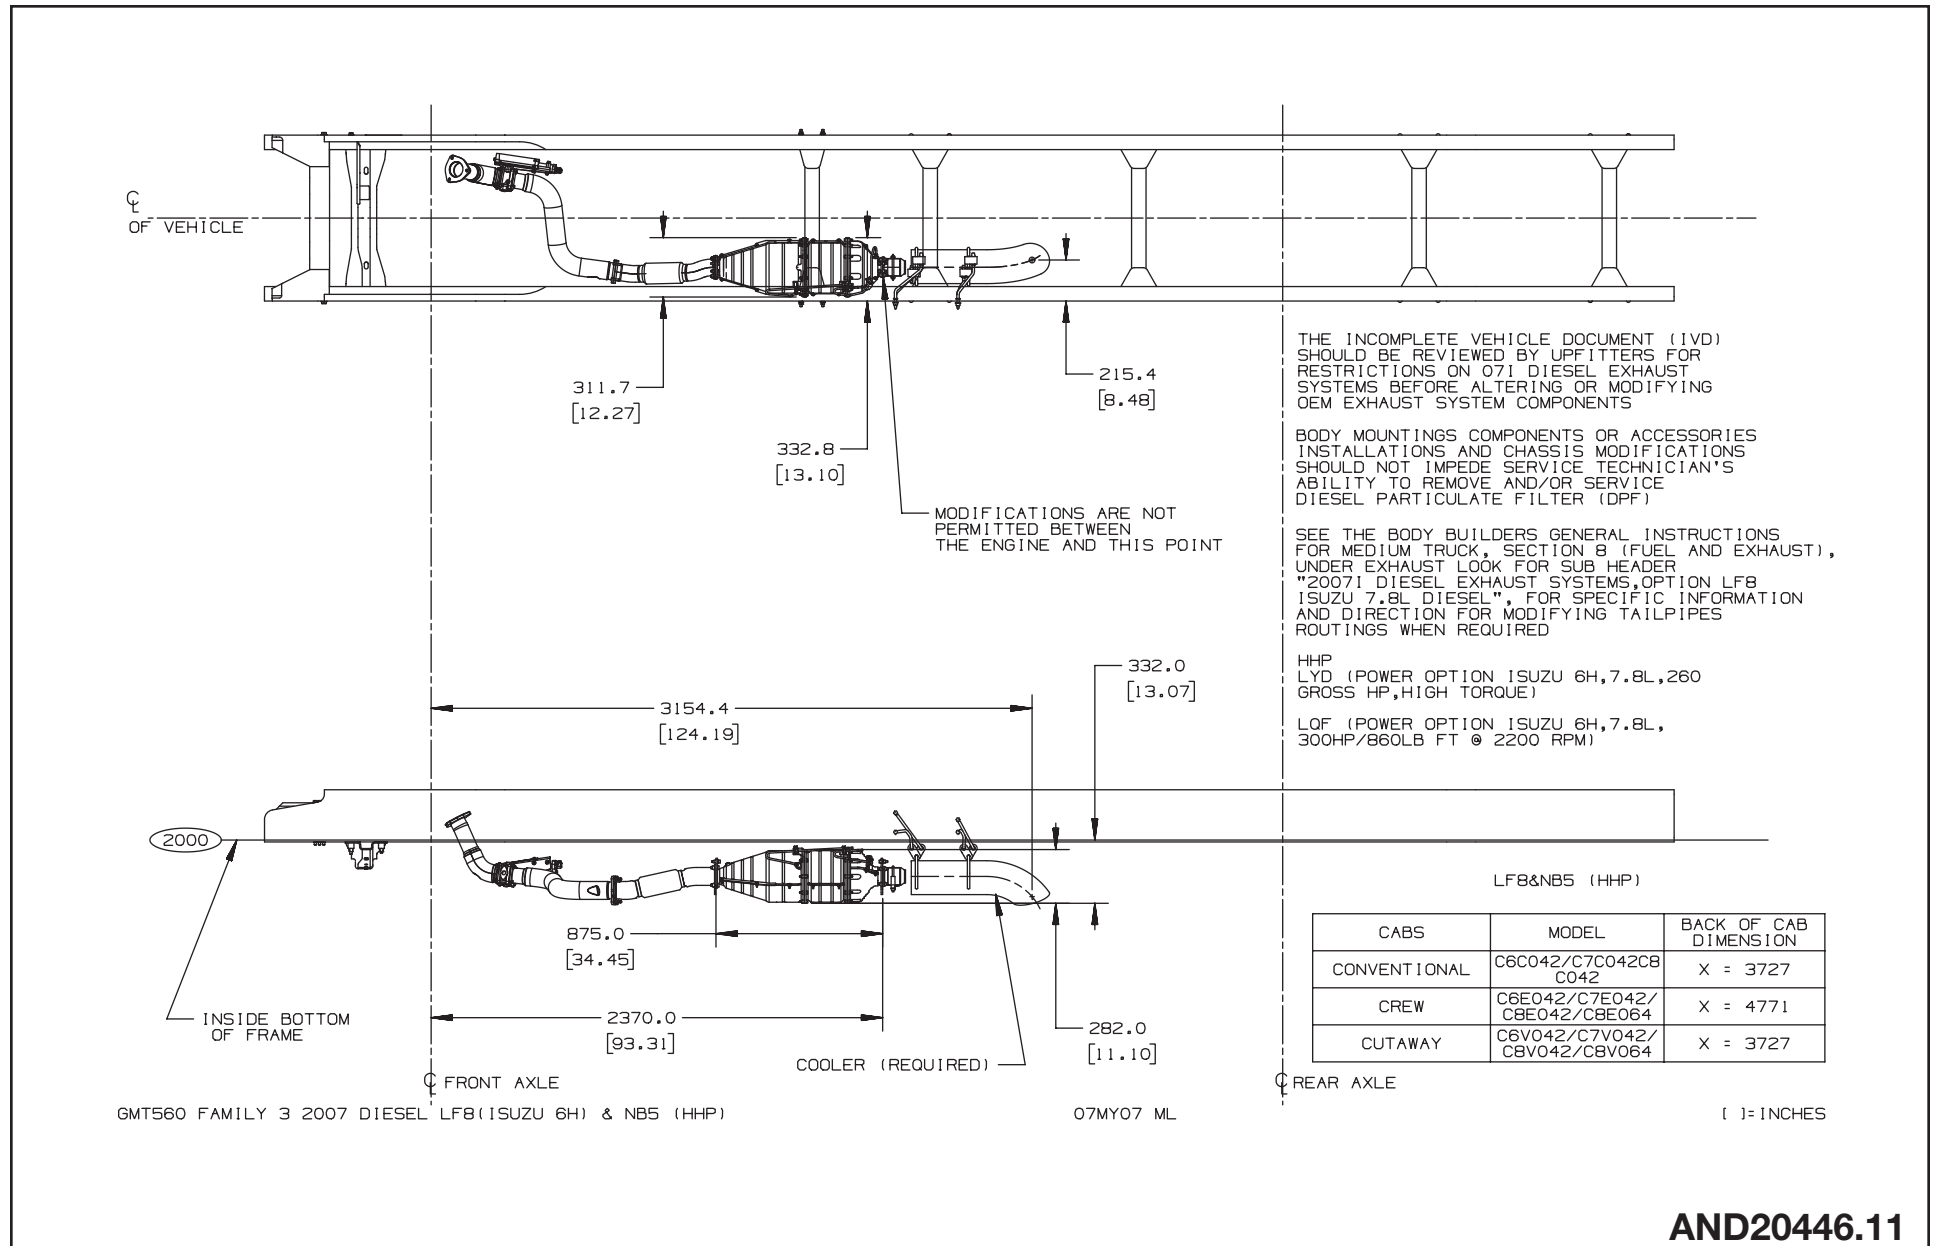 ℄
OF VEHICLE
311.7
[12.27]
332.8
[13.10]
215.4
[8.48]
MODIFICATIONS ARE NOT
PERMITTED BETWEEN
THE ENGINE AND THIS POINT
THE INCOMPLETE VEHICLE DOCUMENT (IVD)
SHOULD BE REVIEWED BY UPFITTERS FOR
RESTRICTIONS ON 07I DIESEL EXHAUST
SYSTEMS BEFORE ALTERING OR MODIFYING
OEM EXHAUST SYSTEM COMPONENTS
BODY MOUNTINGS COMPONENTS OR ACCESSORIES
INSTALLATIONS AND CHASSIS MODIFICATIONS
SHOULD NOT IMPEDE SERVICE TECHNICIAN'S
ABILITY TO REMOVE AND/OR SERVICE
DIESEL PARTICULATE FILTER (DPF)
SEE THE BODY BUILDERS GENERAL INSTRUCTIONS
FOR MEDIUM TRUCK, SECTION 8 (FUEL AND EXHAUST),
UNDER EXHAUST LOOK FOR SUB HEADER
"2007I DIESEL EXHAUST SYSTEMS,OPTION LF8
ISUZU 7.8L DIESEL", FOR SPECIFIC INFORMATION
AND DIRECTION FOR MODIFYING TAILPIPES
ROUTINGS WHEN REQUIRED
HHP
LYD (POWER OPTION ISUZU 6H,7.8L,260
GROSS HP,HIGH TORQUE)
LQF (POWER OPTION ISUZU 6H,7.8L,
300HP/860LB FT @ 2200 RPM)
332.0
[13.07]
3154.4
[124.19]
2000
875.0
[34.45]
INSIDE BOTTOM
OF FRAME
2370.0
[93.31]
282.0
[11.10]
COOLER (REQUIRED)
LF8&NB5 (HHP)
CABS MODEL BACK OF CAB
DIMENSION
CONVENTIONAL C6C042/C7C042C8
C042 X = 3727
CREW C6E042/C7E042/
C8E042/C8E064 X = 4771
CUTAWAY C6V042/C7V042/
C8V042/C8V064 X = 3727
℄ FRONT AXLE
℄ REAR AXLE
GMT560 FAMILY 3 2007 DIESEL LF8(ISUZU 6H) & NB5 (HHP)
07MY07 ML
[ ]=INCHES
AND20446.11